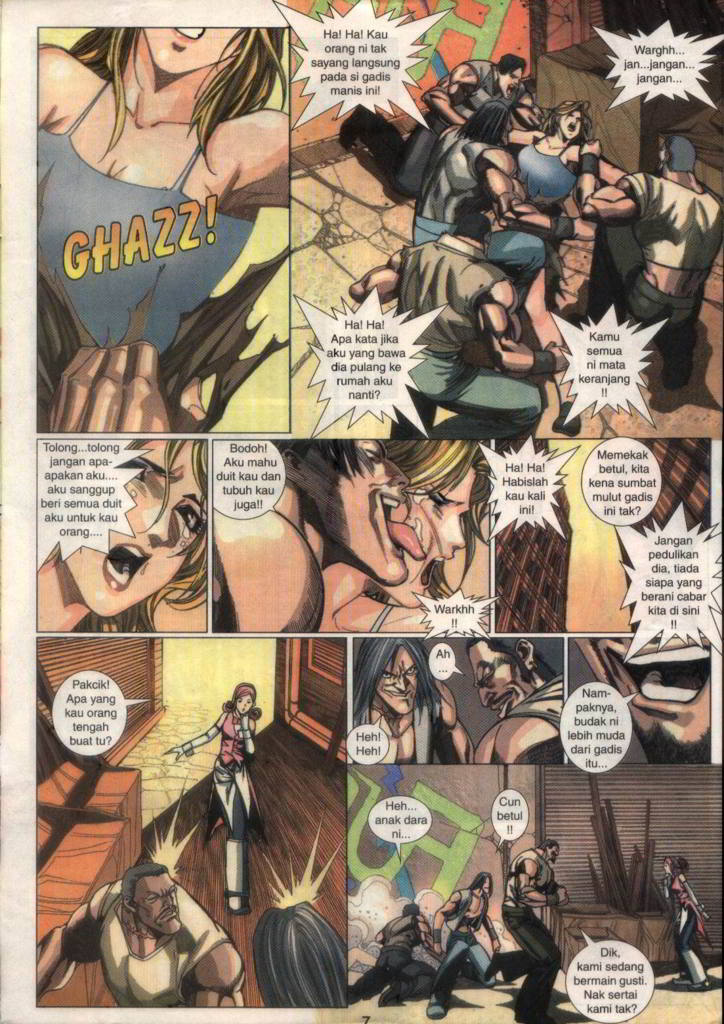 GHAZZ!
Ha! Ha! Kau
orang ni tak
sayang langsung
pada si gadis
manis ini!
Warghh...
jan...jangan...
jangan...
Ha! Ha!
Apa kata jika
aku yang bawa
dia pulang ke
rumah aku
nanti?
Kamu
semua
ni mata
keranjang
!!
Tolong...tolong
jangan apa-
apakan aku....
aku sanggup
beri semua duit
aku untuk kau
orang....
Bodoh!
Aku mahu
duit kau dan
tubuh kau
juga!!
Warkhh
!!
Ha! Ha!
Habislah
kau kali
ini!
Memekak
betul, kita
kena sumbat
mulut gadis
ini tak?
Jangan
pedulikan
dia, tiada
siapa yang
berani cabar
kita di sini
!!
Pakcik!
Apa yang
kau orang
tengah
buat tu?
Ah
...
Heh!
Heh!
Nam-
paknya,
budak ni
lebih muda
dari gadis
itu...
Heh...
anak dara
ni...
Cun
betul
!!
Dik,
kami sedang
bermain gusti.
Nak sertai
kami tak?
7